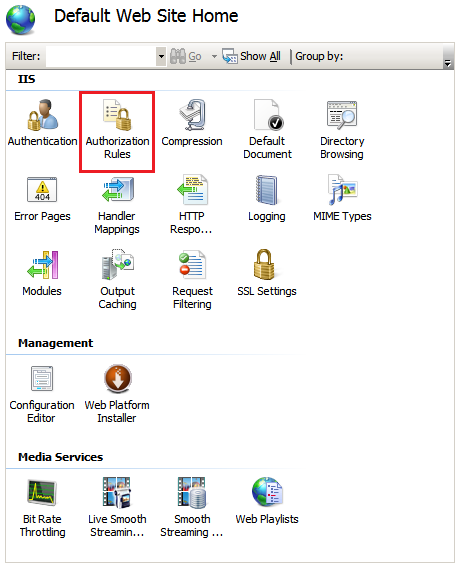 Default Web Site Home
Filter: Go Show All Group by:
IIS
Authentication Authorization Rules Compression Default Document Directory Browsing
404
Error Pages Handler Mappings HTTP Respo... Logging MIME Types
Modules Output Caching Request Filtering SSL Settings
Management
Configuration Editor Web Platform Installer
Media Services
Bit Rate Throttling Live Smooth Streamin... Smooth Streaming ... Web Playlists